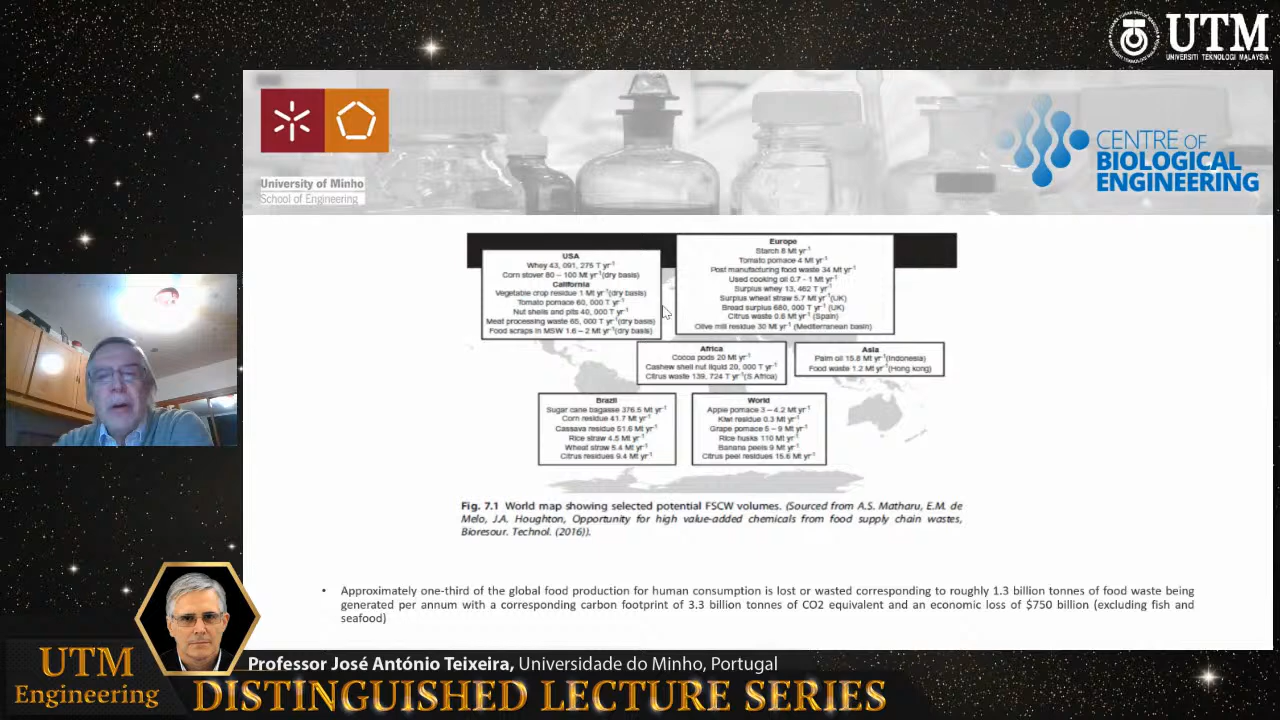 UTM
UNIVERSITI TEKNOLOGI MALAYSIA
University of Minho
School of Engineering
CENTRE OF
BIOLOGICAL
ENGINEERING
USA
Whey 43, 091, 275 T yr-1
Corn stover 80 – 100 Mt yr-1(dry basis)
California
Vegetable crop residue 1 Mt yr-1(dry basis)
Tomato pomace 60, 000 T yr-1
Nut shells and pits 40, 000 T yr-1
Meat processing waste 65, 000 T yr-1(dry basis)
Food scraps in MSW 1.6 – 2 Mt yr-1(dry basis)
Europe
Starch 8 Mt yr-1
Tomato pomace 4 Mt yr-1
Post manufacturing food waste 34 Mt yr-1
Used cooking oil 0.7 – 1 Mt yr-1
Surplus whey 13, 462 T yr-1
Surplus wheat straw 5.7 Mt yr-1(UK)
Bread surplus 680, 000 T yr-1 (UK)
Citrus waste 0.6 Mt yr-1 (Spain)
Olive mill residue 30 Mt yr-1 (Mediterranean basin)
Africa
Cocoa pods 20 Mt yr-1
Cashew shell nut liquid 20, 000 T yr-1
Citrus waste 139, 724 T yr-1(S.Africa)
Asia
Palm oil 15.8 Mt yr-1(Indonesia)
Food waste 1.2 Mt yr-1(Hong kong)
Brazil
Sugar cane bagasse 376.5 Mt yr-1
Corn residue 41.7 Mt yr-1
Cassava residue 51.6 Mt yr-1
Rice straw 4.5 Mt yr-1
Wheat straw 5.4 Mt yr-1
Citrus residues 9.4 Mt yr-1
World
Apple pomace 3 – 4.2 Mt yr-1
Kiwi residue 0.3 Mt yr-1
Grape pomace 5 – 9 Mt yr-1
Rice husks 110 Mt yr-1
Banana peels 9 Mt yr-1
Citrus peel residues 15.6 Mt yr-1
Fig. 7.1 World map showing selected potential FSCW volumes. (Sourced from A.S. Matharu, E.M. de
Melo, J.A. Houghton, Opportunity for high value-added chemicals from food supply chain wastes,
Bioresour. Technol. (2016)).
• Approximately one-third of the global food production for human consumption is lost or wasted corresponding to roughly 1.3 billion tonnes of food waste being
generated per annum with a corresponding carbon footprint of 3.3 billion tonnes of CO2 equivalent and an economic loss of $750 billion (excluding fish and
seafood)
UTM
Engineering
Professor José António Teixeira, Universidade do Minho, Portugal
DISTINGUISHED LECTURE SERIES